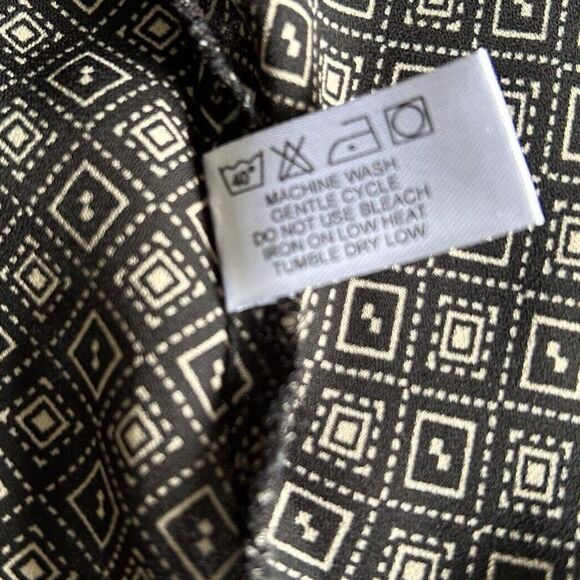 40°
MACHINE WASH
GENTLE CYCLE
DO NOT USE BLEACH
IRON ON LOW HEAT
TUMBLE DRY LOW